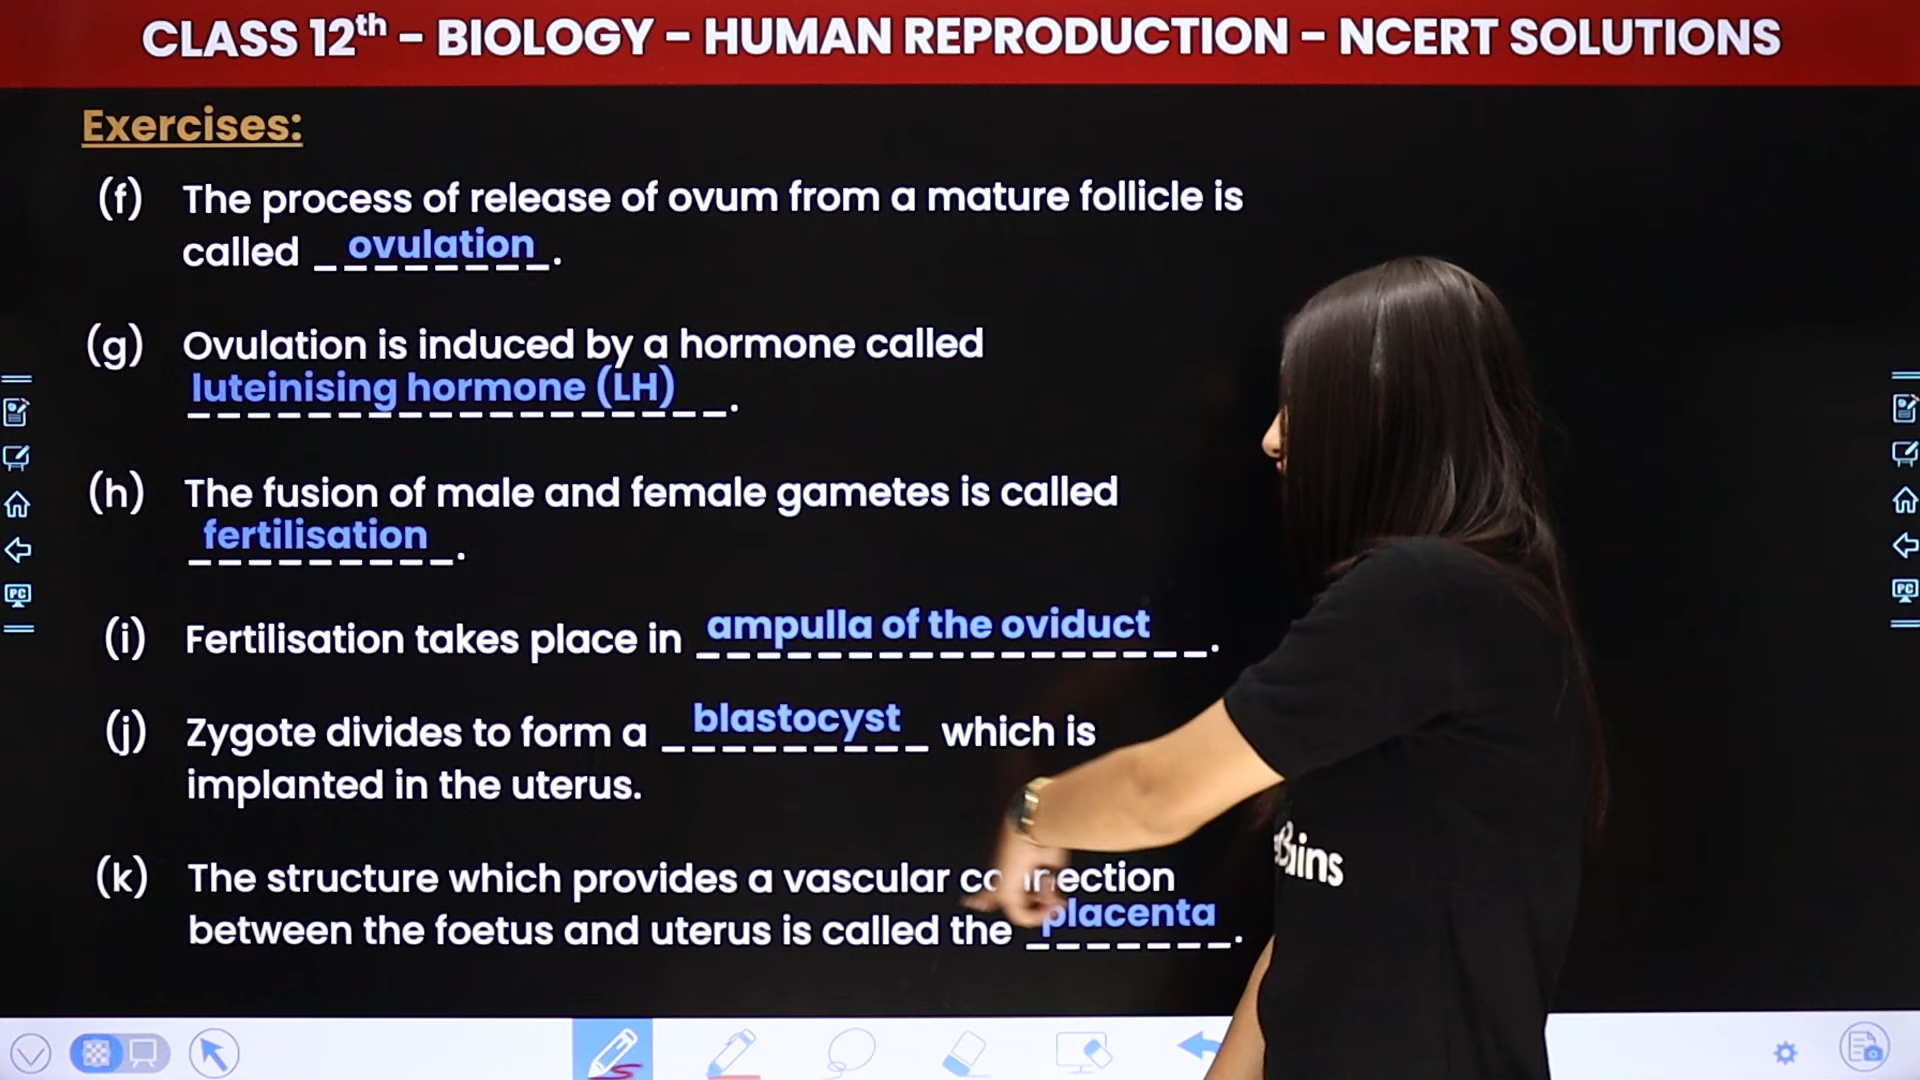 CLASS 12th – BIOLOGY – HUMAN REPRODUCTION – NCERT SOLUTIONS
Exercises:
(f) The process of release of ovum from a mature follicle is
called ovulation.
(g) Ovulation is induced by a hormone called
luteinising hormone (LH).
(h) The fusion of male and female gametes is called
fertilisation.
(i) Fertilisation takes place in ampulla of the oviduct.
(j) Zygote divides to form a blastocyst which is
implanted in the uterus.
(k) The structure which provides a vascular connection
between the foetus and uterus is called the placenta.
PC
PC